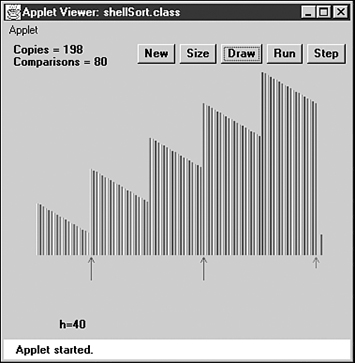 Applet Viewer: shellSort.class
Applet
Copies = 198
Comparisons = 80
New Size Draw Run Step
h=40
Applet started.